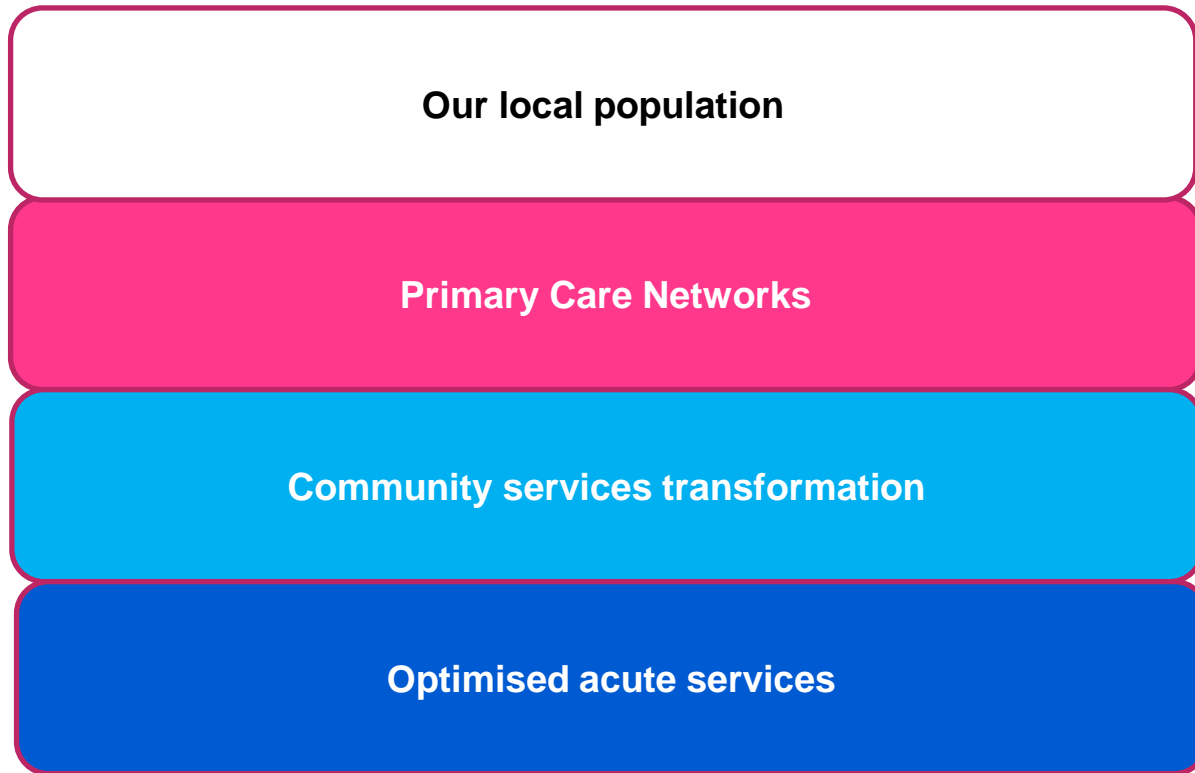 Our local population
Primary Care Networks
Community services transformation
Optimised acute services